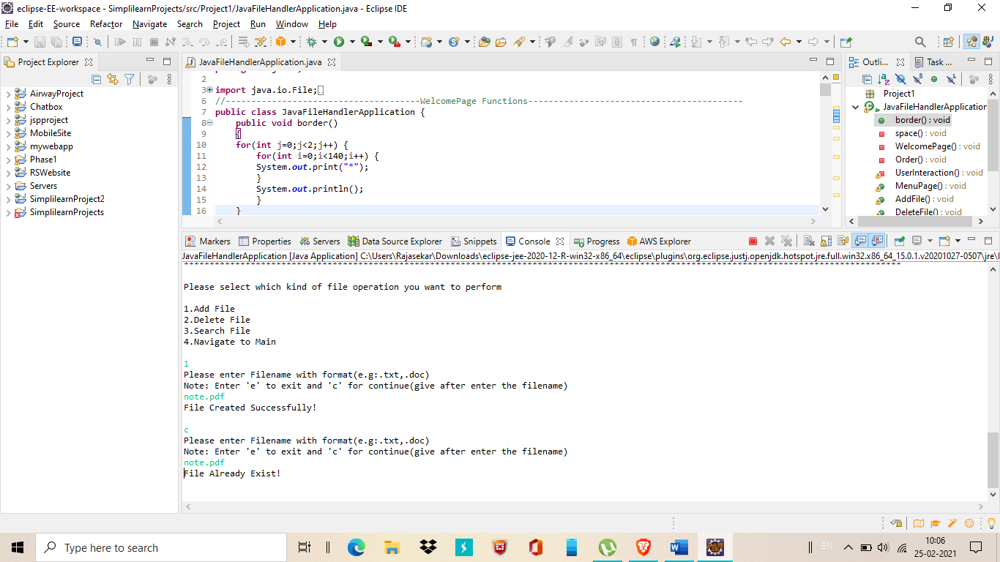 eclipse-EE-workspace - SimplilearnProjects/src/Project1/JavaFileHandlerApplication.java - Eclipse IDE
File Edit Source Refactor Navigate Search Project Run Window Help
Project Explorer
AirwayProject
Chatbox
jspproject
MobileSite
mywebapp
Phase1
RSWebsite
Servers
SimplilearnProject2
SimplilearnProjects
JavaFileHandlerApplication.java
2
3 import java.io.File;
6 //---------------------------------------WelcomePage Functions-------------------------------------------
7 public class JavaFileHandlerApplication {
8 public void border()
9 {
10 for(int j=0;j<2;j++) {
11 for(int i=0;i<140;i++) {
12 System.out.print("*");
13 }
14 System.out.println();
15 }
16 }
Outli... Task ...
Project1
JavaFileHandlerApplication
border() : void
space() : void
WelcomePage() : void
Order() : void
UserInteraction() : void
MenuPage() : void
AddFile() : void
DeleteFile() : void
Markers Properties Servers Data Source Explorer Snippets Console Progress AWS Explorer
JavaFileHandlerApplication [Java Application] C:\Users\Rajasekar\Downloads\eclipse-jee-2020-12-R-win32-x86_64\eclipse\plugins\org.eclipse.justj.openjdk.hotspot.jre.full.win32.x86_64_15.0.1.v20201027-0507\jre\
********************************************************************************************************************************************
Please select which kind of file operation you want to perform
1.Add File
2.Delete File
3.Search File
4.Navigate to Main
1
Please enter Filename with format(e.g:.txt,.doc)
Note: Enter 'e' to exit and 'c' for continue(give after enter the filename)
note.pdf
File Created Successfully!
c
Please enter Filename with format(e.g:.txt,.doc)
Note: Enter 'e' to exit and 'c' for continue(give after enter the filename)
note.pdf
File Already Exist!
Type here to search
EN
10:06
25-02-2021